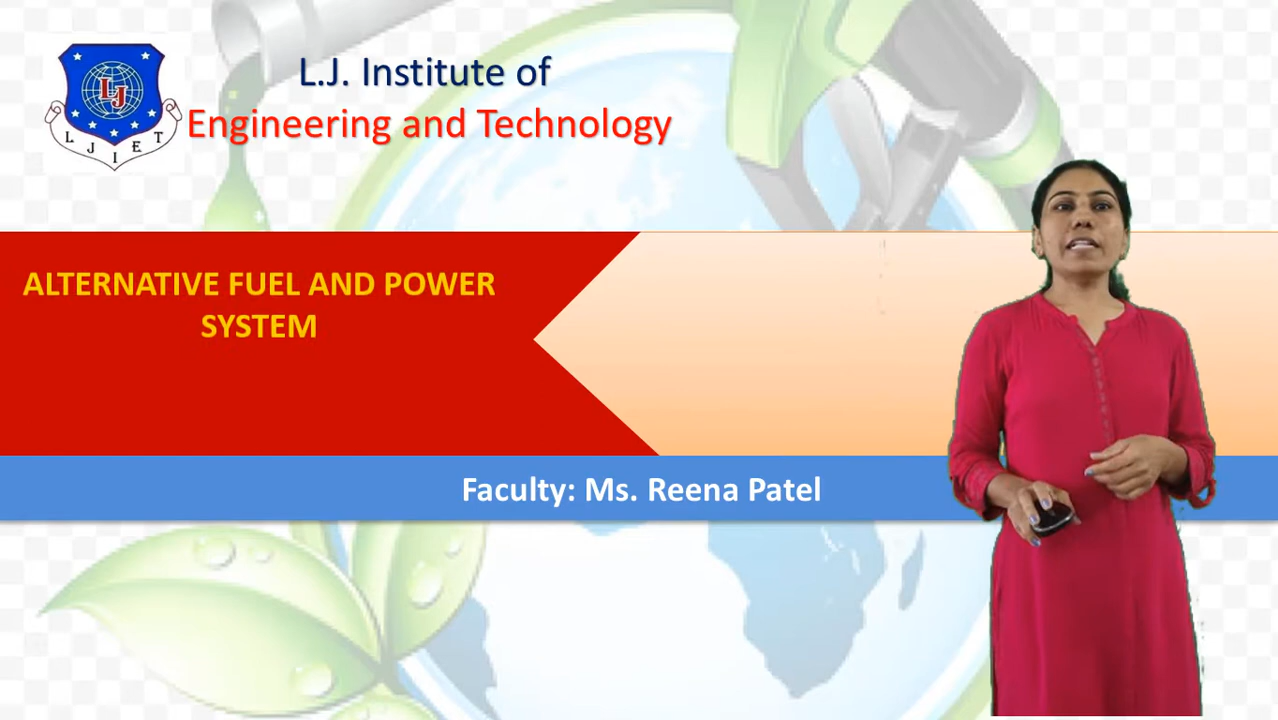 L.J. Institute of
Engineering and Technology
LJ
L J I E T
ALTERNATIVE FUEL AND POWER
SYSTEM
Faculty: Ms. Reena Patel